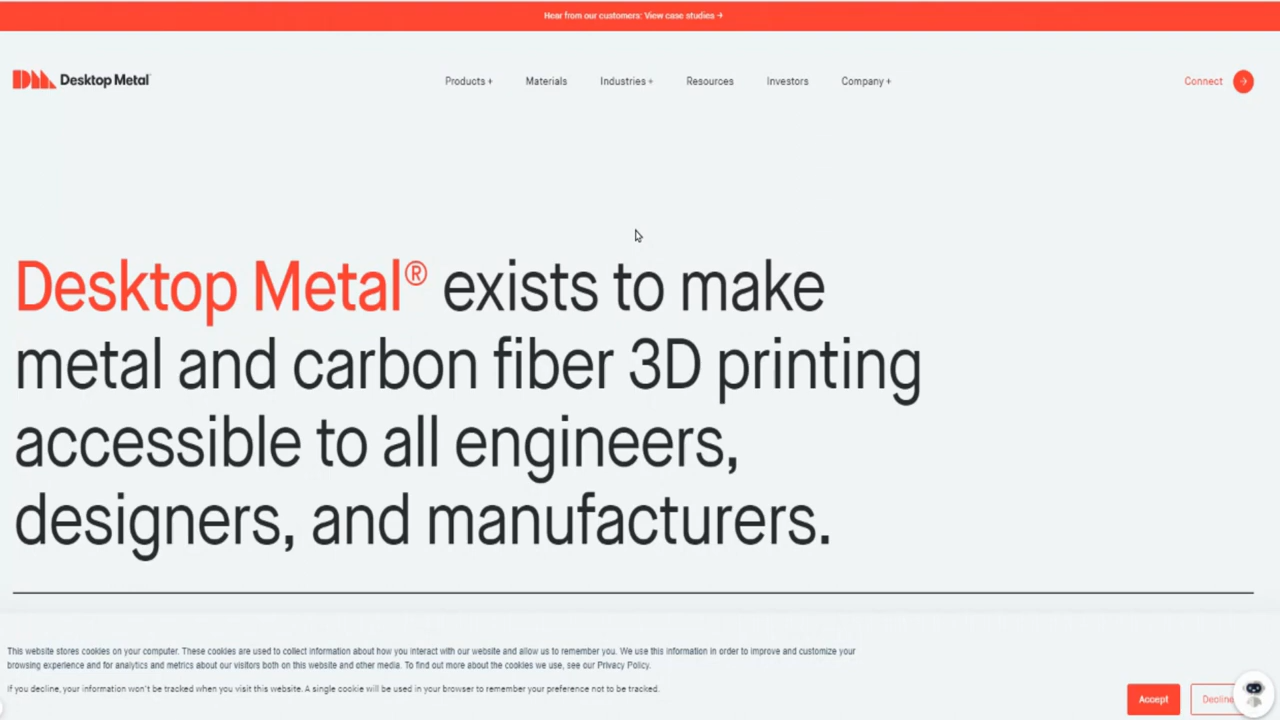 Hear from our customers: View case studies →
Desktop Metal
Products +
Materials
Industries +
Resources
Investors
Company +
Connect
Desktop Metal® exists to make
metal and carbon fiber 3D printing
accessible to all engineers,
designers, and manufacturers.
This website stores cookies on your computer. These cookies are used to collect information about how you interact with our website and allow us to remember you. We use this information in order to improve and customize your
browsing experience and for analytics and metrics about our visitors both on this website and other media. To find out more about the cookies we use, see our Privacy Policy.
If you decline, your information won't be tracked when you visit this website. A single cookie will be used in your browser to remember your preference not to be tracked.
Accept
Decline